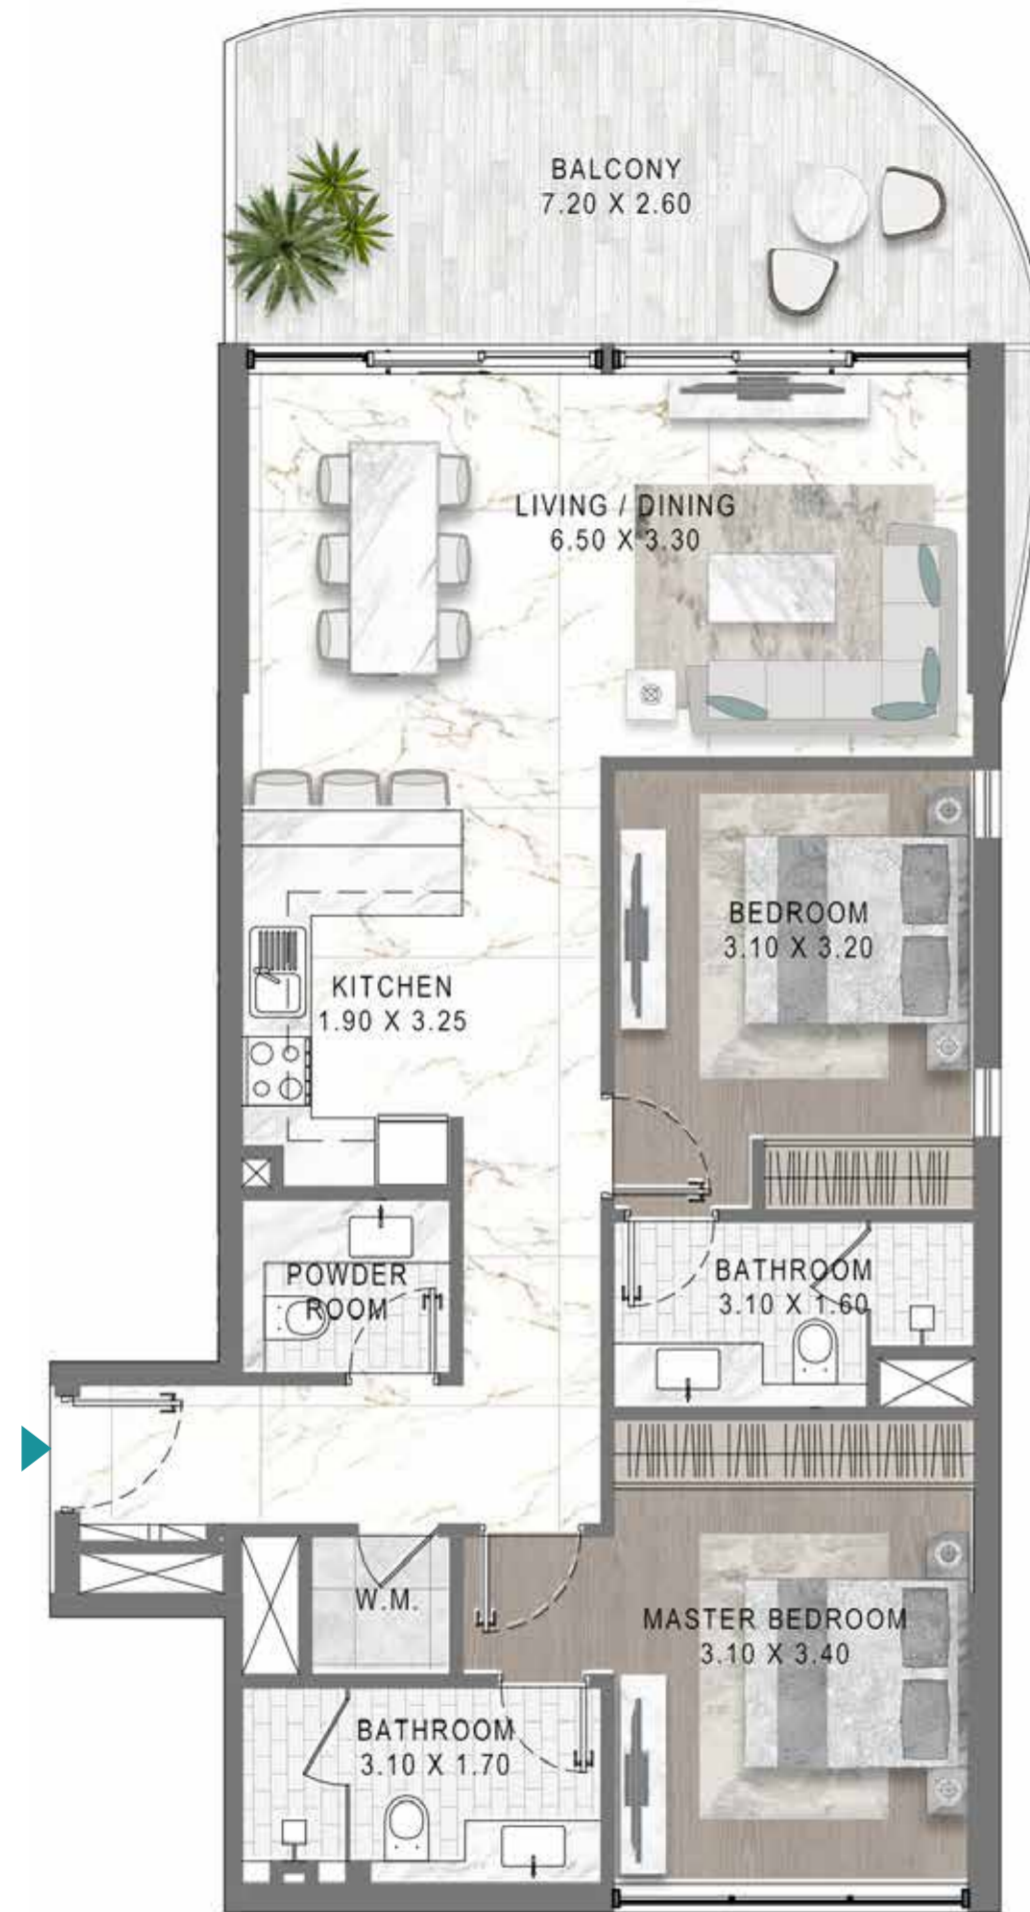 BALCONY
7.20 X 2.60
LIVING / DINING
6.50 X 3.30
BEDROOM
3.10 X 3.20
KITCHEN
1.90 X 3.25
POWDER
ROOM
BATHROOM
3.10 X 1.60
W.M.
MASTER BEDROOM
3.10 X 3.40
BATHROOM
3.10 X 1.70